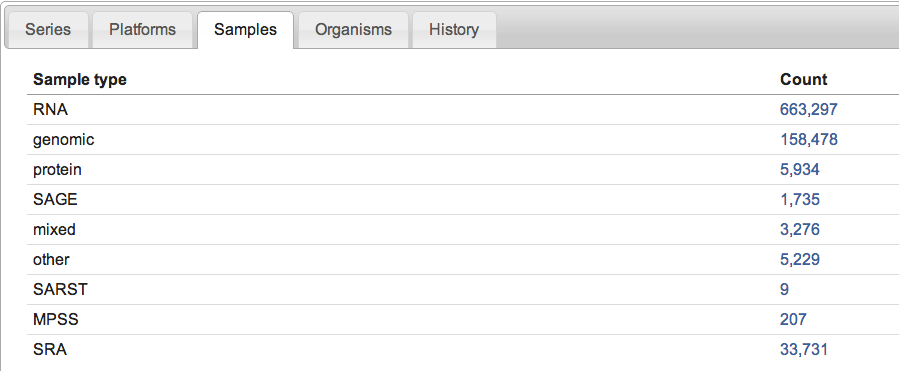 Series Platforms Samples Organisms History
Sample type Count
RNA 663,297
genomic 158,478
protein 5,934
SAGE 1,735
mixed 3,276
other 5,229
SARST 9
MPSS 207
SRA 33,731